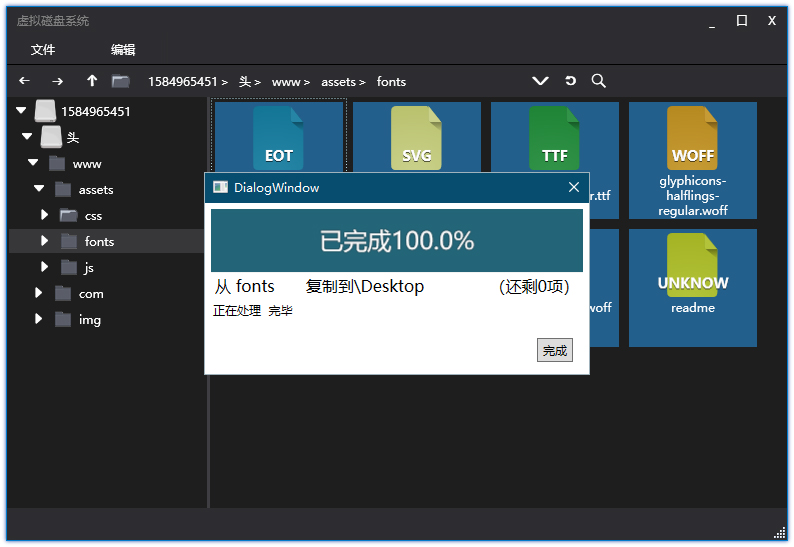 虚拟磁盘系统
文件 编辑
1584965451 > 头 > www > assets > fonts
1584965451
头
www
assets
css
fonts
js
com
img
EOT SVG TTF WOFF
r.ttf
glyphicons-
halflings-
regular.woff
UNKNOW
woff
readme
DialogWindow
已完成100.0%
从 fonts 复制到\Desktop (还剩0项)
正在处理 完毕
完成